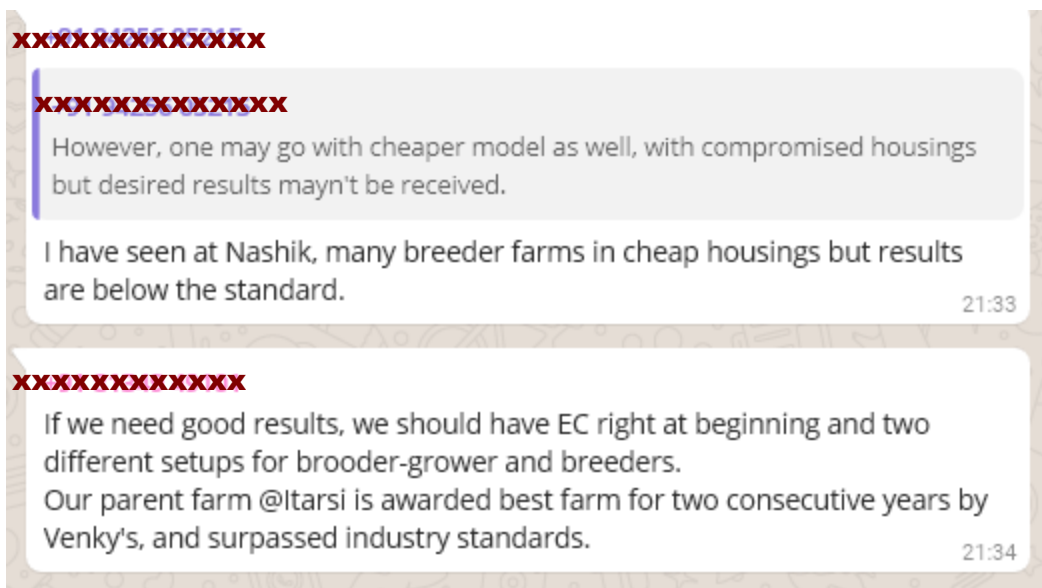 xxxxxxxxxxxxx
xxxxxxxxxxxxx
However, one may go with cheaper model as well, with compromised housings
but desired results mayn't be received.
I have seen at Nashik, many breeder farms in cheap housings but results
are below the standard.
21:33
xxxxxxxxxxxx
If we need good results, we should have EC right at beginning and two
different setups for brooder-grower and breeders.
Our parent farm @Itarsi is awarded best farm for two consecutive years by
Venky's, and surpassed industry standards.
21:34